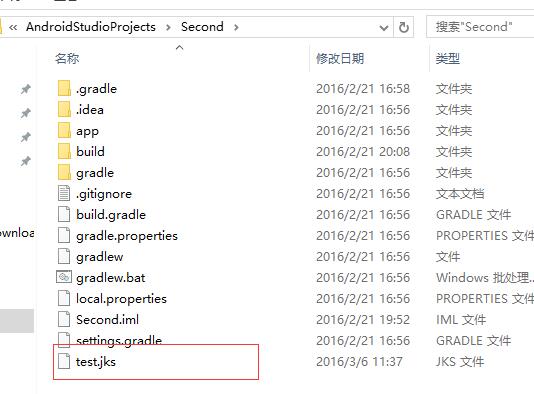 « AndroidStudioProjects > Second > 搜索"Second"
名称 修改日期 类型
.gradle 2016/2/21 16:58 文件夹
.idea 2016/2/21 16:56 文件夹
app 2016/2/21 16:56 文件夹
build 2016/2/21 20:08 文件夹
gradle 2016/2/21 16:56 文件夹
.gitignore 2016/2/21 16:56 文本文档
ownloa build.gradle 2016/2/21 16:56 GRADLE 文件
gradle.properties 2016/2/21 16:56 PROPERTIES 文件
gradlew 2016/2/21 16:56 文件
gradlew.bat 2016/2/21 16:56 Windows 批处理...
local.properties 2016/2/21 16:56 PROPERTIES 文件
Second.iml 2016/2/21 19:52 IML 文件
settings.gradle 2016/2/21 16:56 GRADLE 文件
test.jks 2016/3/6 11:37 JKS 文件